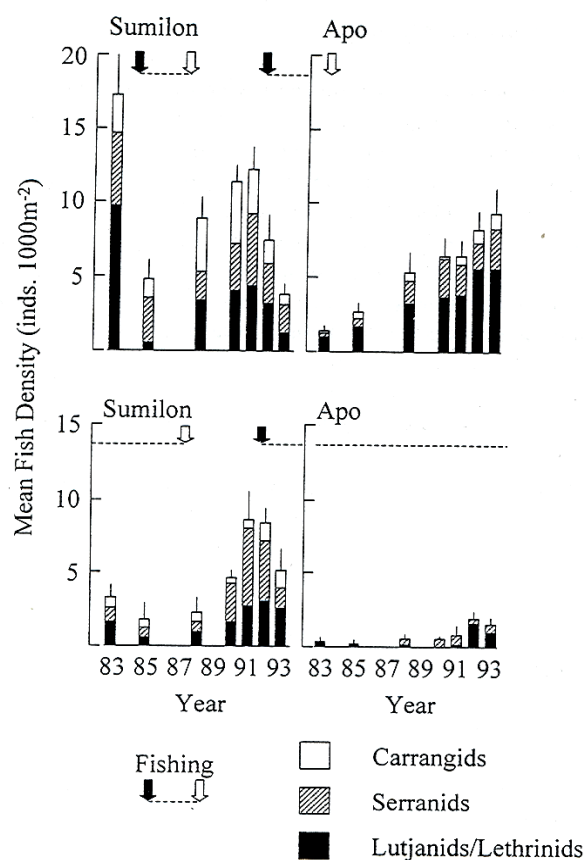 Sumilon Apo
20
15
10
5
Sumilon Apo
15
10
5
Mean Fish Density (inds. 1000m-2)
83 85 87 89 91 93 83 85 87 89 91 93
Year Year
Fishing
Carrangids
Serranids
Lutjanids/Lethrinids